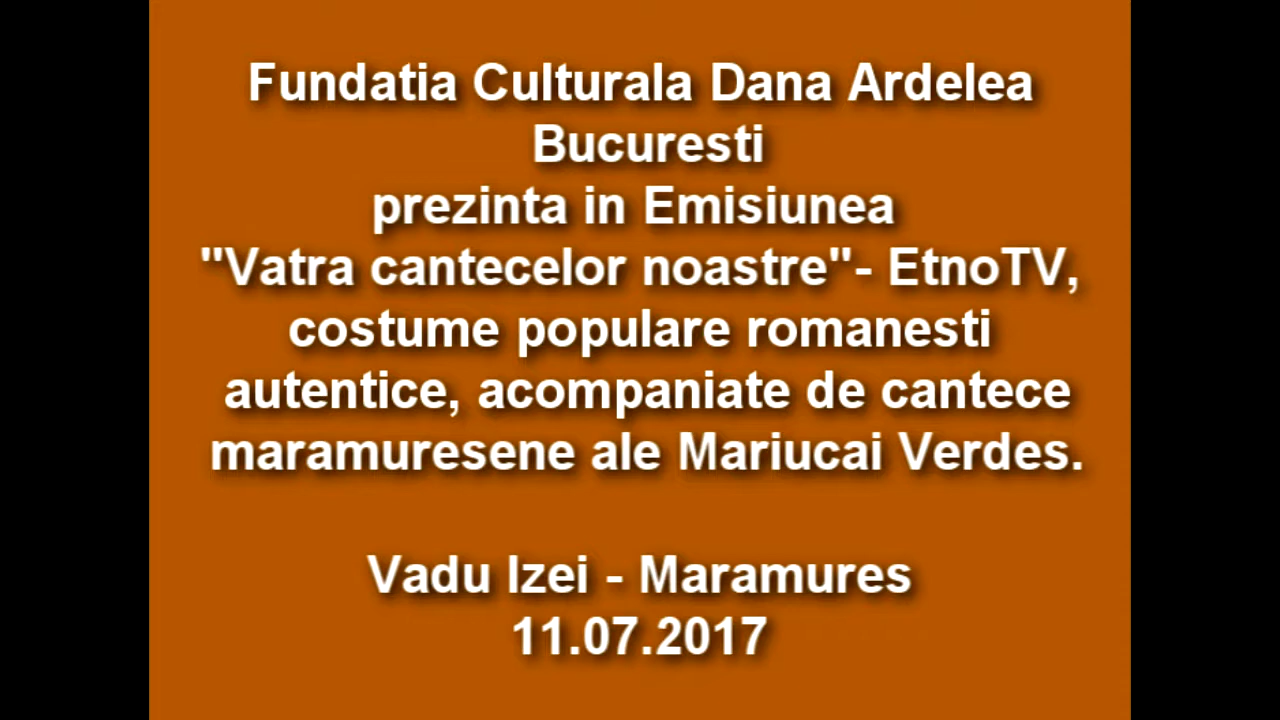 Fundatia Culturala Dana Ardelea
Bucuresti
prezinta in Emisiunea
"Vatra cantecelor noastre"- EtnoTV,
costume populare romanesti
autentice, acompaniate de cantece
maramuresene ale Mariucai Verdes.
Vadu Izei - Maramures
11.07.2017